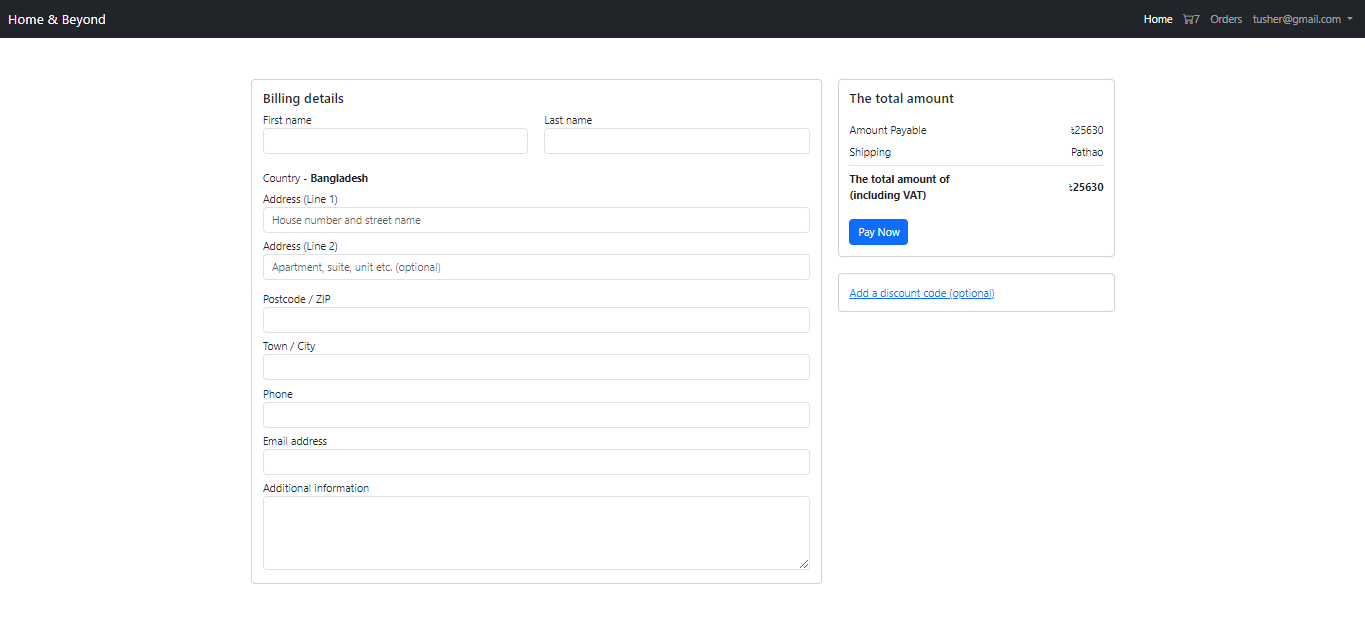 Home & Beyond
Home 7 Orders tusher@gmail.com
Billing details
First name Last name
Country - Bangladesh
Address (Line 1)
House number and street name
Address (Line 2)
Apartment, suite, unit etc. (optional)
Postcode / ZIP
Town / City
Phone
Email address
Additional information
The total amount
Amount Payable ৳25630
Shipping Pathao
The total amount of
(including VAT) ৳25630
Pay Now
Add a discount code (optional)